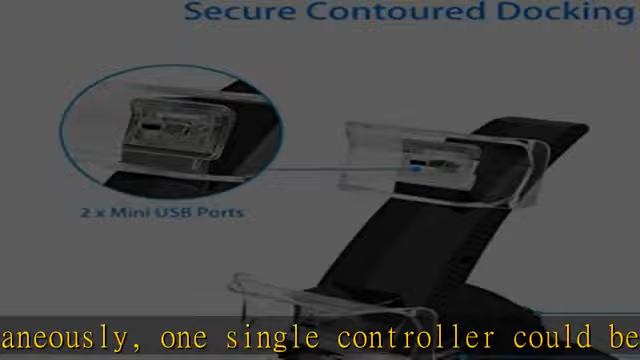 Secure Contoured Docking
2 x Mini USB Ports
aneously, one single controller could be